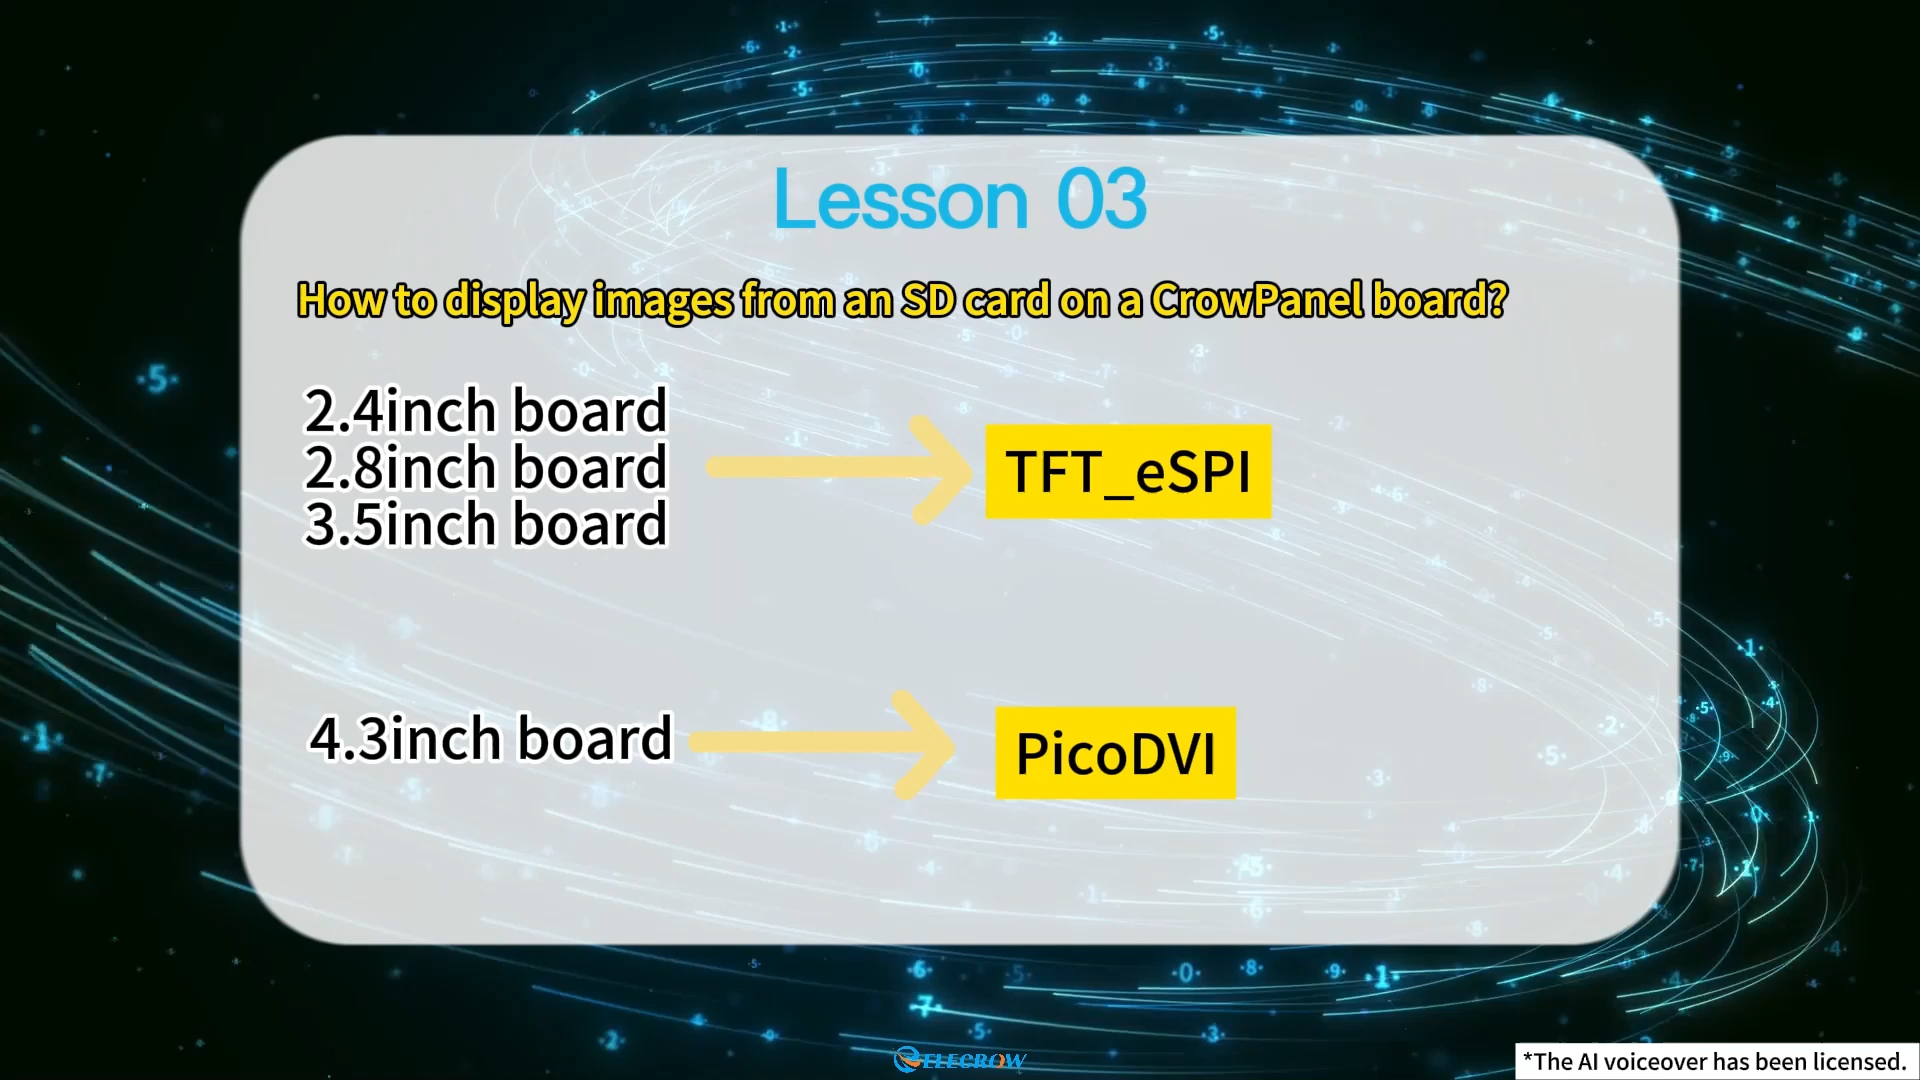 Lesson 03
How to display images from an SD card on a CrowPanel board?
2.4inch board
2.8inch board
3.5inch board
TFT_eSPI
4.3inch board
PicoDVI
ELECROW
*The AI voiceover has been licensed.